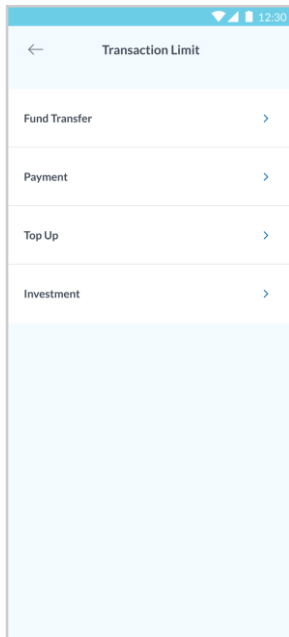 12:30
Transaction Limit
Fund Transfer
Payment
Top Up
Investment